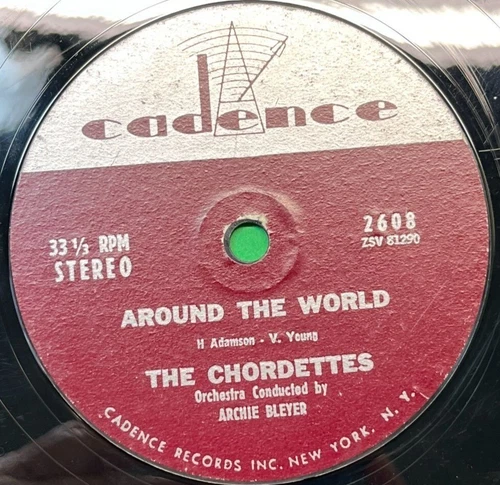 cadence
33 1/3 RPM
STEREO
2608
ZSV 81290
AROUND THE WORLD
H Adamson - V. Young
THE CHORDETTES
Orchestra Conducted by
ARCHIE BLEYER
CADENCE RECORDS INC. NEW YORK, N. Y.